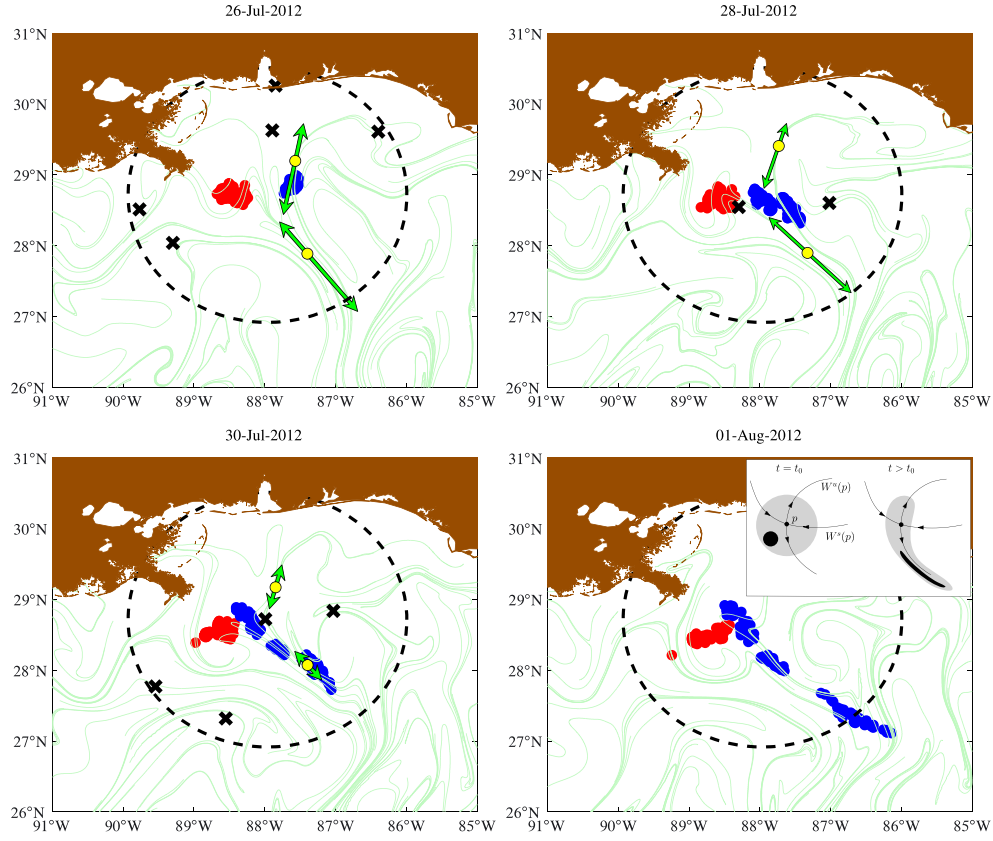 26-Jul-2012
31°N
30°N
29°N
28°N
27°N
26°N
91°W 90°W 89°W 88°W 87°W 86°W 85°W
28-Jul-2012
31°N
30°N
29°N
28°N
27°N
26°N
91°W 90°W 89°W 88°W 87°W 86°W 85°W
30-Jul-2012
31°N
30°N
29°N
28°N
27°N
26°N
91°W 90°W 89°W 88°W 87°W 86°W 85°W
01-Aug-2012
31°N
30°N
29°N
28°N
27°N
26°N
91°W 90°W 89°W 88°W 87°W 86°W 85°W
t = t₀ t > t₀
Wᵘ(p)
p
Wˢ(p)